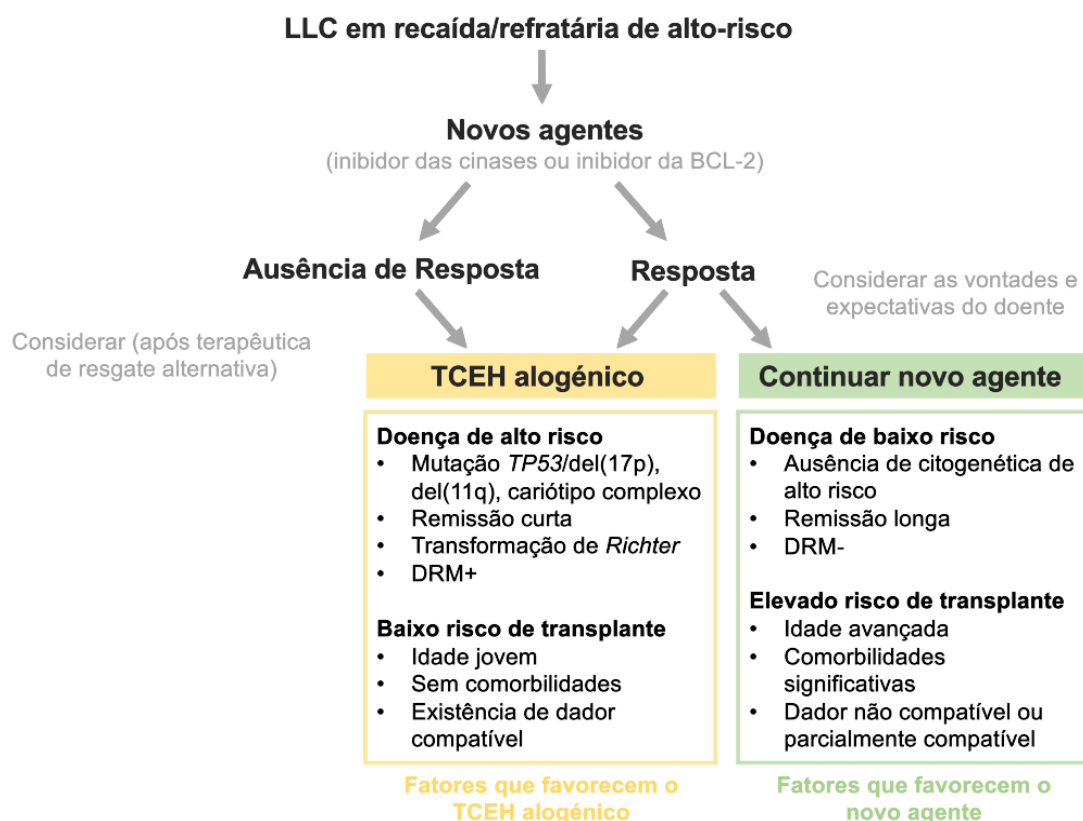 LLC em recaída/refratária de alto-risco
Novos agentes
(inibidor das cinases ou inibidor da BCL-2)
Ausência de Resposta
Resposta
Considerar as vontades e
expectativas do doente
Considerar (após terapêutica
de resgate alternativa)
TCEH alogénico
Doença de alto risco
• Mutação TP53/del(17p),
del(11q), cariótipo complexo
• Remissão curta
• Transformação de Richter
• DRM+
Baixo risco de transplante
• Idade jovem
• Sem comorbilidades
• Existência de dador
compatível
Fatores que favorecem o
TCEH alogénico
Continuar novo agente
Doença de baixo risco
• Ausência de citogenética de
alto risco
• Remissão longa
• DRM-
Elevado risco de transplante
• Idade avançada
• Comorbilidades
significativas
• Dador não compatível ou
parcialmente compatível
Fatores que favorecem o
novo agente